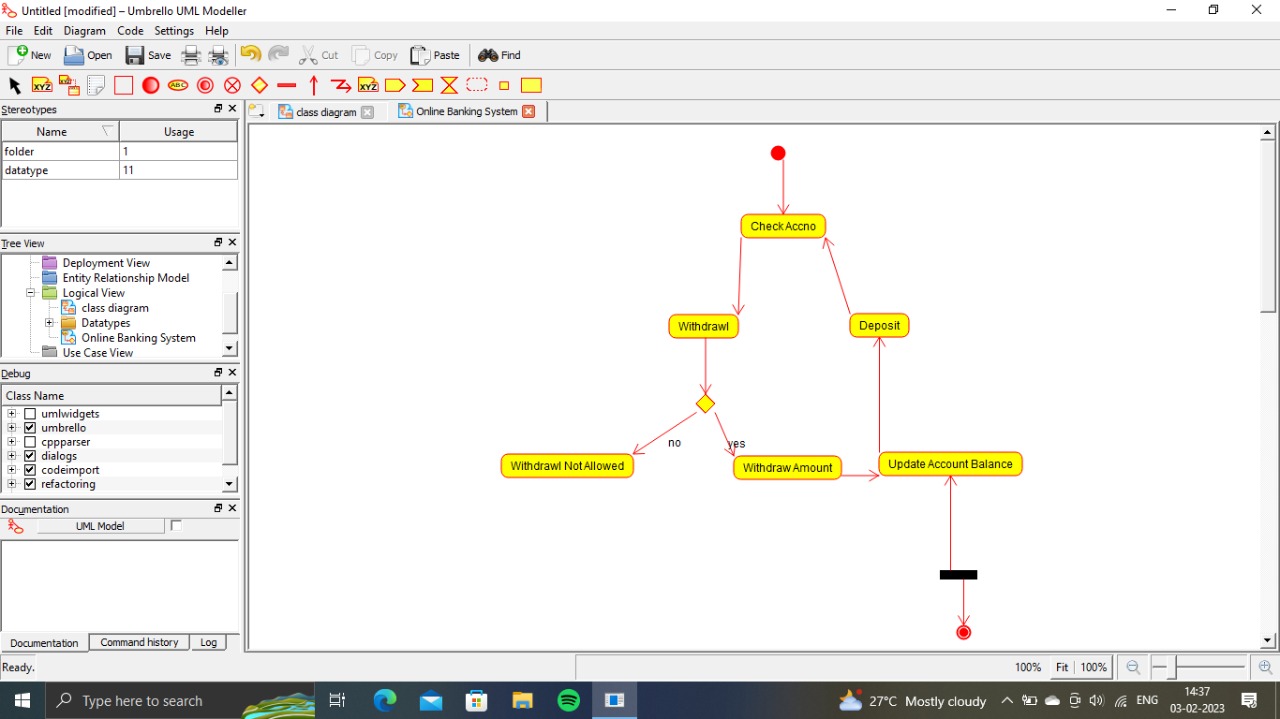 Untitled [modified] – Umbrello UML Modeller
File Edit Diagram Code Settings Help
New Open Save Cut Copy Paste Find
XYZ ABC XYZ
Stereotypes
class diagram Online Banking System
Name Usage
folder 1
datatype 11
Tree View
Deployment View
Entity Relationship Model
Logical View
class diagram
Datatypes
Online Banking System
Use Case View
Debug
Class Name
umlwidgets
umbrello
cppparser
dialogs
codeimport
refactoring
Documentation
UML Model
Documentation Command history Log
Check Accno
Withdrawl
Deposit
no
yes
Withdrawl Not Allowed
Withdraw Amount
Update Account Balance
Ready.
100% Fit 100%
Type here to search
27°C Mostly cloudy
ENG
14:37
03-02-2023